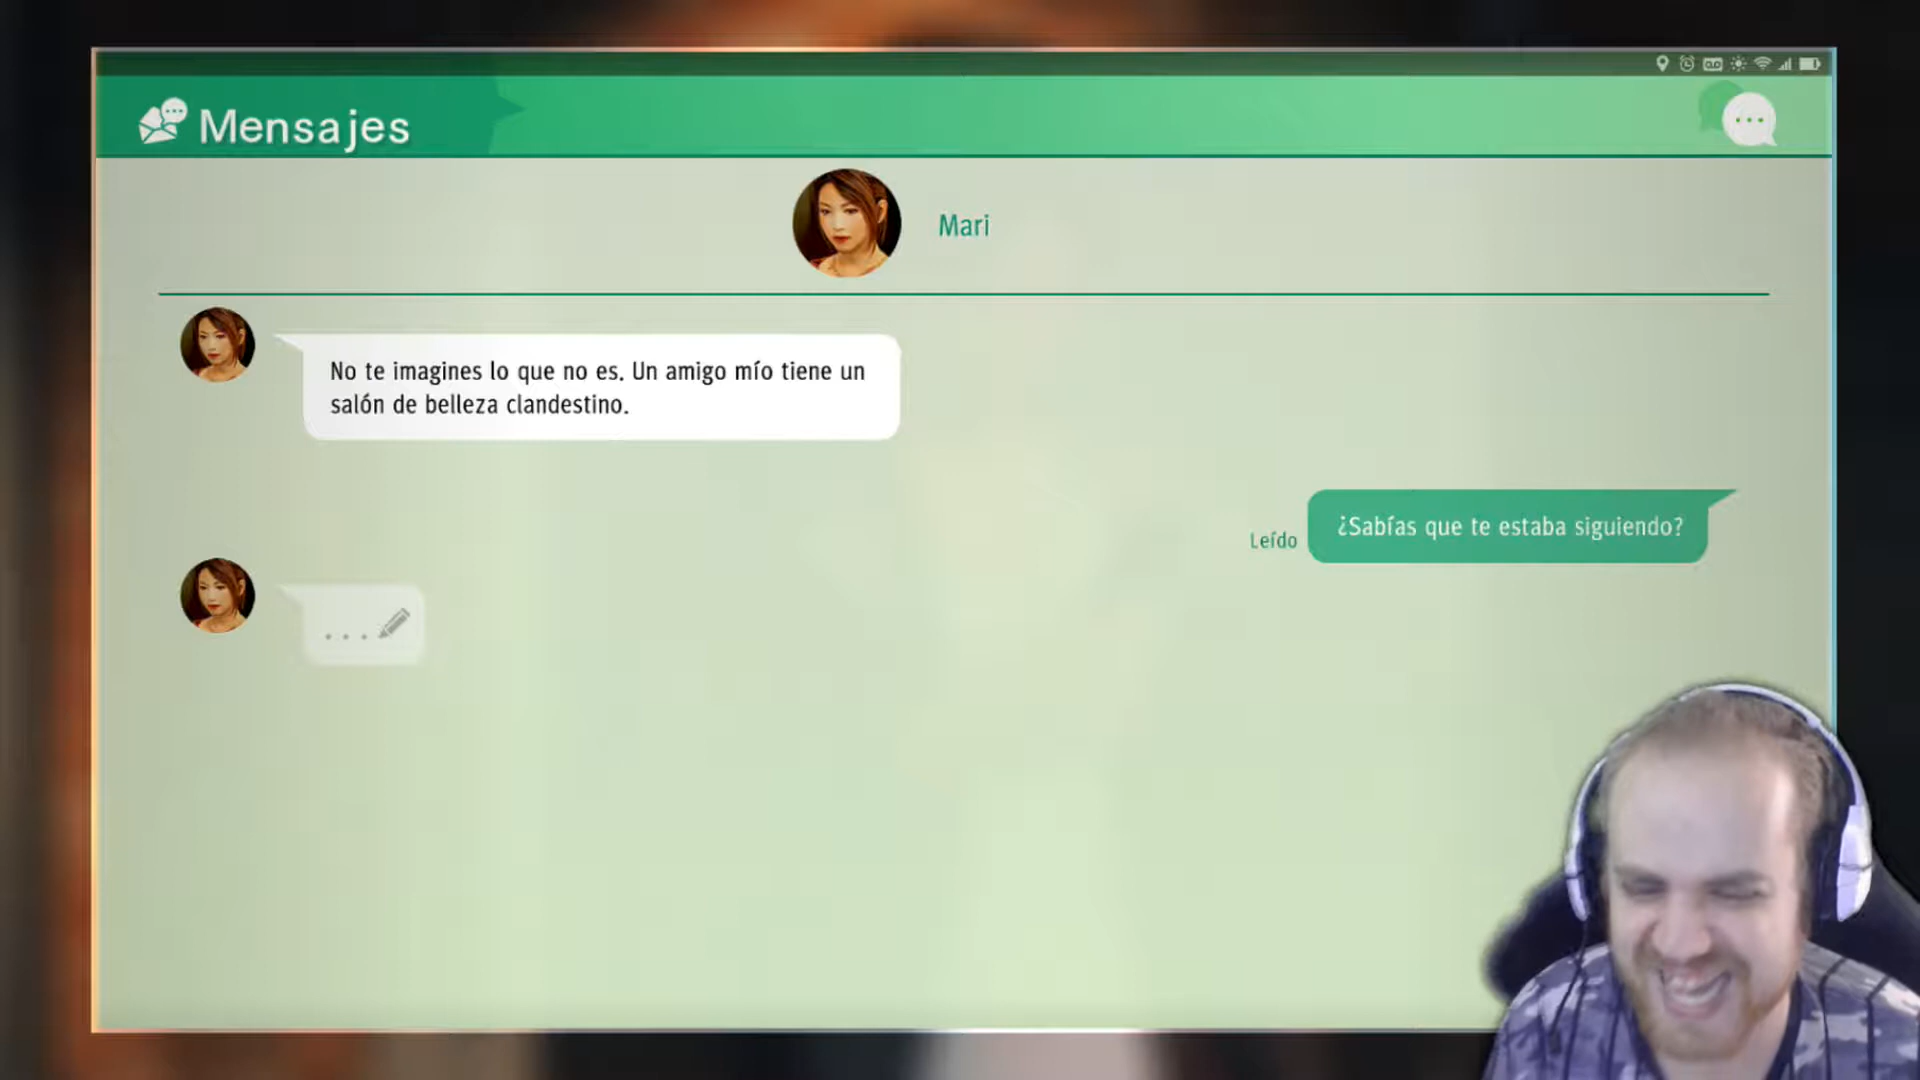 Mensajes
Mari
No te imagines lo que no es. Un amigo mío tiene un
salón de belleza clandestino.
¿Sabías que te estaba siguiendo?
Leído
...